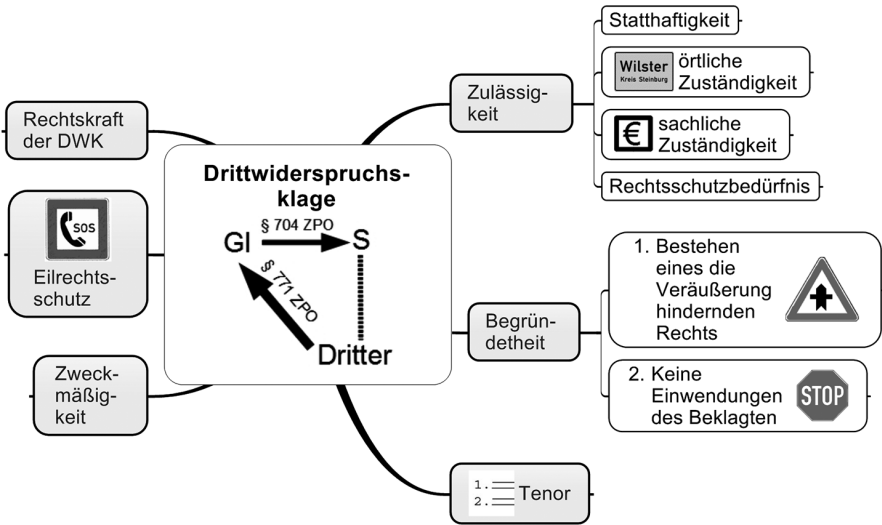 Drittwiderspruchs-
klage
§ 704 ZPO
Gl
S
§ 771 ZPO
Dritter
Zulässig-
keit
Statthaftigkeit
Wilster
Kreis Steinburg
örtliche
Zuständigkeit
€
sachliche
Zuständigkeit
Rechtsschutzbedürfnis
Begrün-
detheit
1. Bestehen
eines die
Veräußerung
hindernden
Rechts
2. Keine
Einwendungen
des Beklagten
STOP
1.
2.
Tenor
Rechtskraft
der DWK
SOS
Eilrechts-
schutz
Zweck-
mäßig-
keit